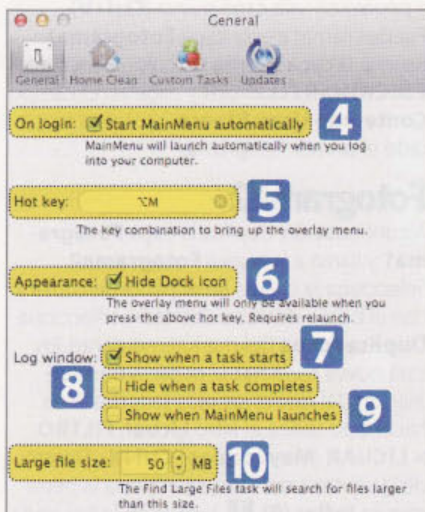 General
General Home Clean Custom Tasks Updates
On login: Start MainMenu automatically 4
MainMenu will launch automatically when you log
into your computer.
Hot key: ⌥M 5
The key combination to bring up the overlay menu.
Appearance: Hide Dock icon 6
The overlay menu will only be available when you
press the above hot key. Requires relaunch.
7
Log window: Show when a task starts
8 Hide when a task completes
Show when MainMenu launches 9
Large file size: 50 MB 10
The Find Large Files task will search for files larger
than this size.